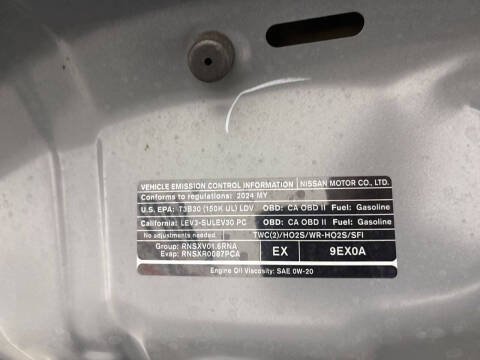 VEHICLE EMISSION CONTROL INFORMATION NISSAN MOTOR CO., LTD.
Conforms to regulations: 2024 MY
U.S. EPA: T3B30 (150K UL) LDV OBD: CA OBD II Fuel: Gasoline
California: LEV3-SULEV30 PC OBD: CA OBD II Fuel: Gasoline
No adjustments needed. TWC(2)/HO2S/WR-HO2S/SFI
Group: RNSXV01.6RNA
Evap: RNSXR0087PCA
EX 9EX0A
Engine Oil Viscosity: SAE 0W-20